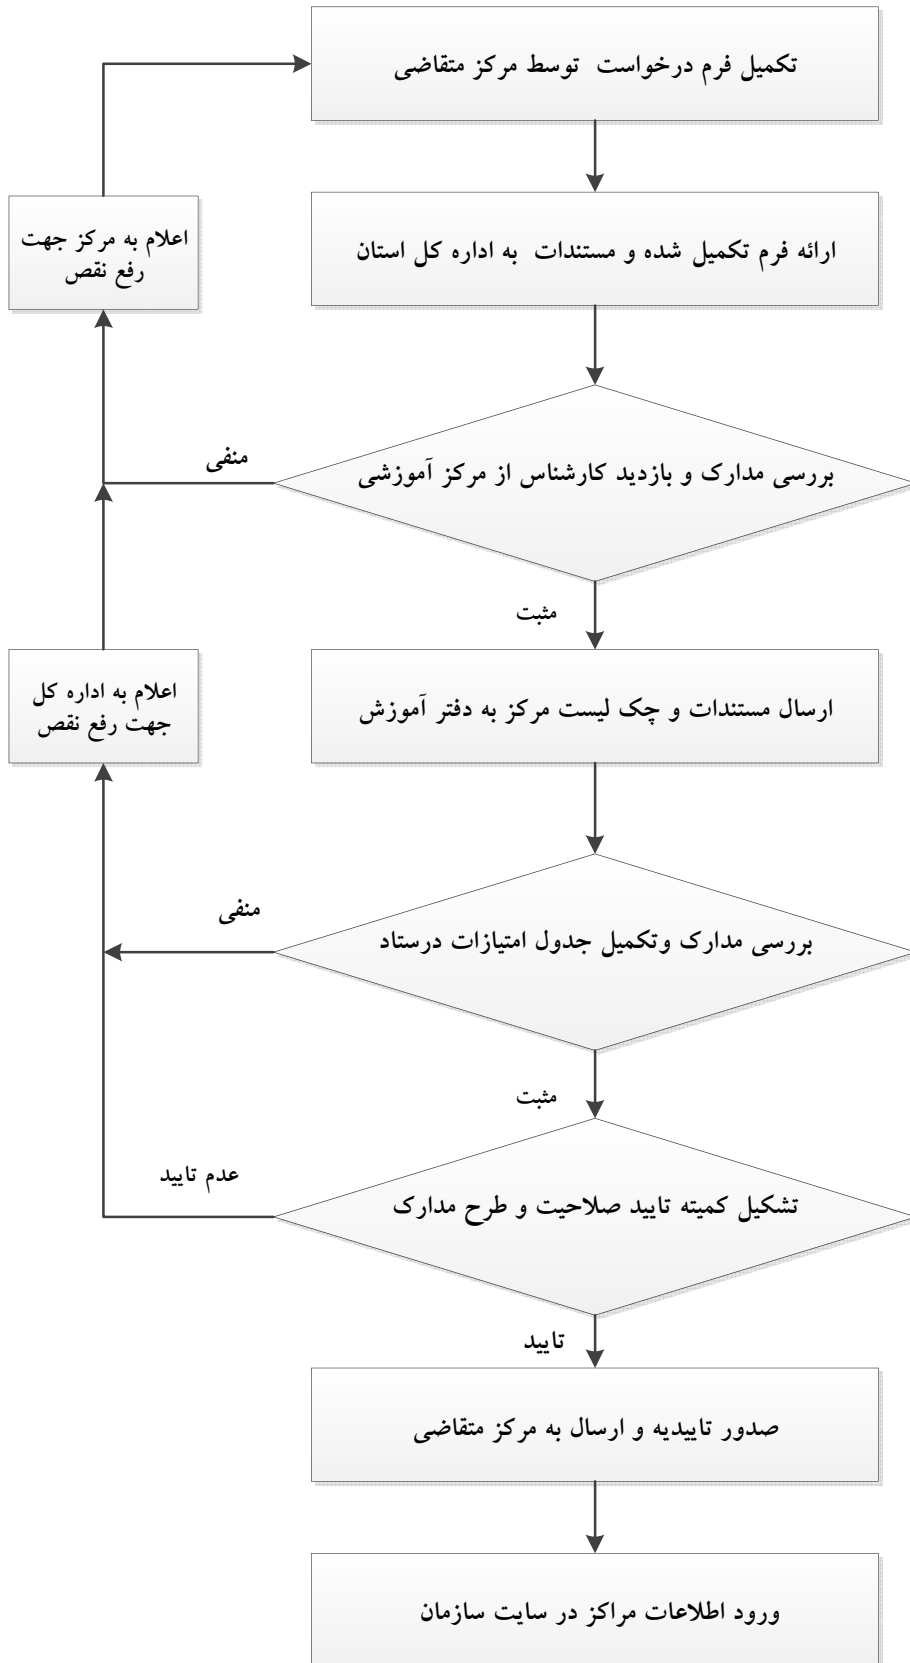 تکمیل فرم درخواست توسط مرکز متقاضی
اعلام به مرکز جهت
رفع نقص
ارائه فرم تکمیل شده و مستندات به اداره کل استان
منفی
بررسی مدارک و بازدید کارشناس از مرکز آموزشی
مثبت
اعلام به اداره کل
جهت رفع نقص
ارسال مستندات و چک لیست مرکز به دفتر آموزش
منفی
بررسی مدارک وتکمیل جدول امتیازات درستاد
مثبت
عدم تایید
تشکیل کمیته تایید صلاحیت و طرح مدارک
تایید
صدور تاییدیه و ارسال به مرکز متقاضی
ورود اطلاعات مراکز در سایت سازمان